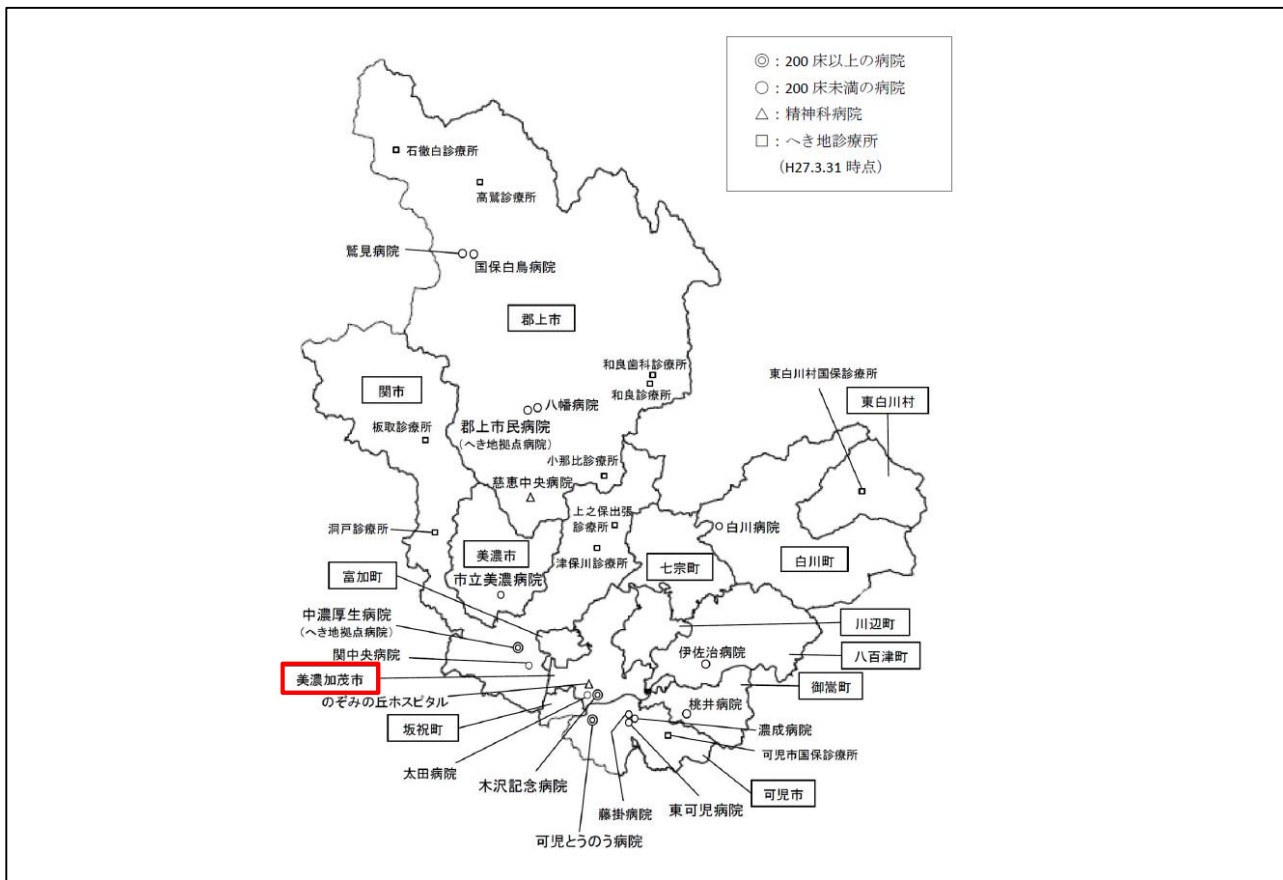 ◎：200 床以上の病院
○：200 床未満の病院
△：精神科病院
□：へき地診療所
（H27.3.31 時点）
石徹白診療所
高鷲診療所
鷲見病院
国保白鳥病院
郡上市
和良歯科診療所
和良診療所
東白川村国保診療所
関市
東白川村
八幡病院
板取診療所
郡上市民病院
（へき地拠点病院）
小那比診療所
慈恵中央病院
上之保出張
診療所
白川病院
洞戸診療所
美濃市
津保川診療所
七宗町
白川町
富加町
市立美濃病院
中濃厚生病院
（へき地拠点病院）
川辺町
関中央病院
伊佐治病院
八百津町
美濃加茂市
御嵩町
のぞみの丘ホスピタル
桃井病院
坂祝町
濃成病院
可児市国保診療所
太田病院
木沢記念病院
可児市
藤掛病院
東可児病院
可児とうのう病院